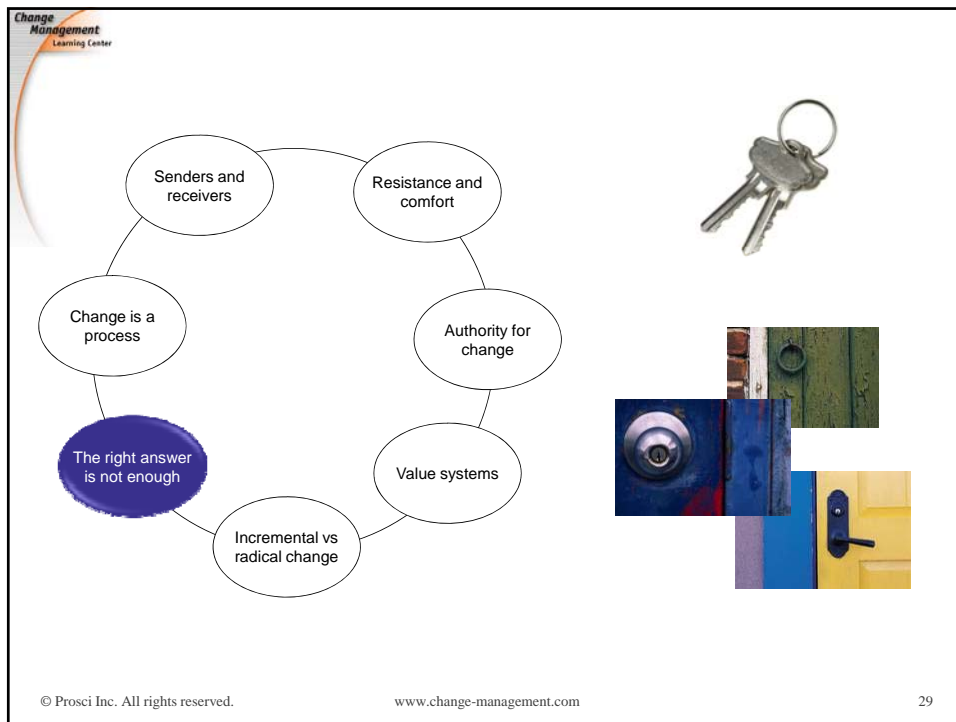 Change
Management
Learning Center
Senders and
receivers
Resistance and
comfort
Change is a
process
Authority for
change
The right answer
is not enough
Value systems
Incremental vs
radical change
© Prosci Inc. All rights reserved. www.change-management.com 29